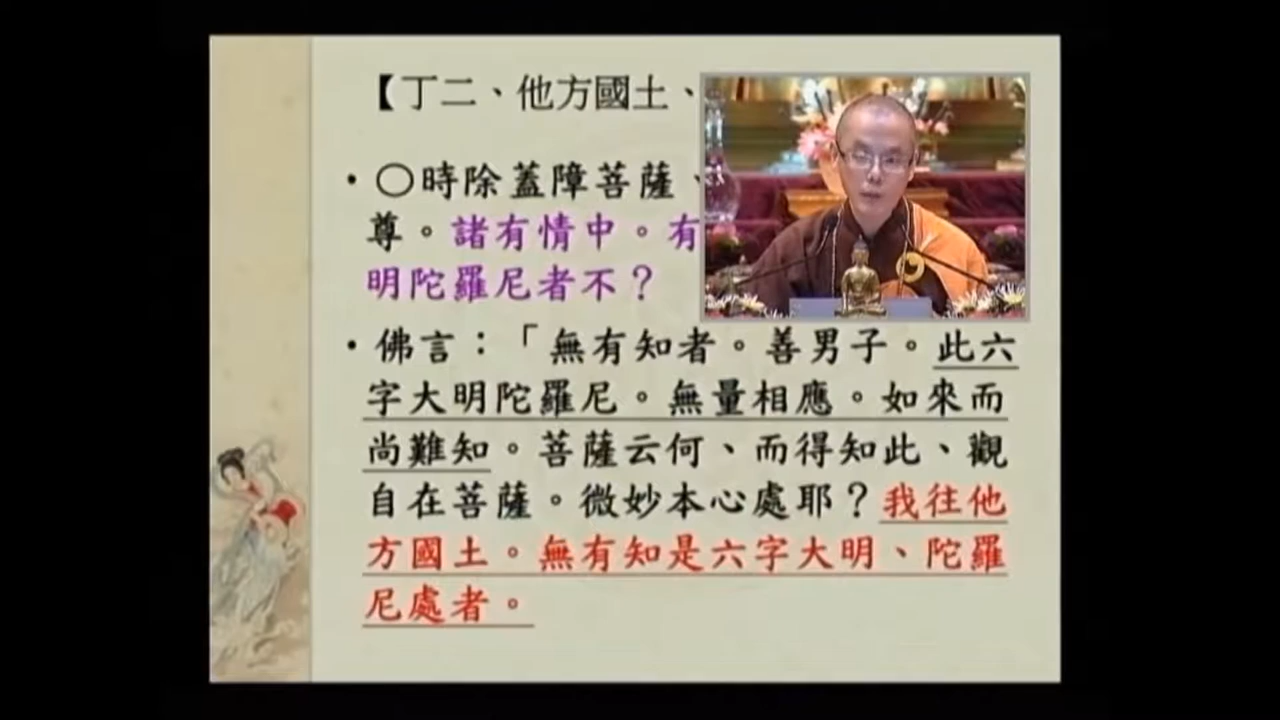 【丁二、他方國土、
•○時除蓋障菩薩、
尊。諸有情中。有
明陀羅尼者不？
•佛言：「無有知者。善男子。此六
字大明陀羅尼。無量相應。如來而
尚難知。菩薩云何、而得知此、觀
自在菩薩。微妙本心處耶？我往他
方國土。無有知是六字大明、陀羅
尼處者。